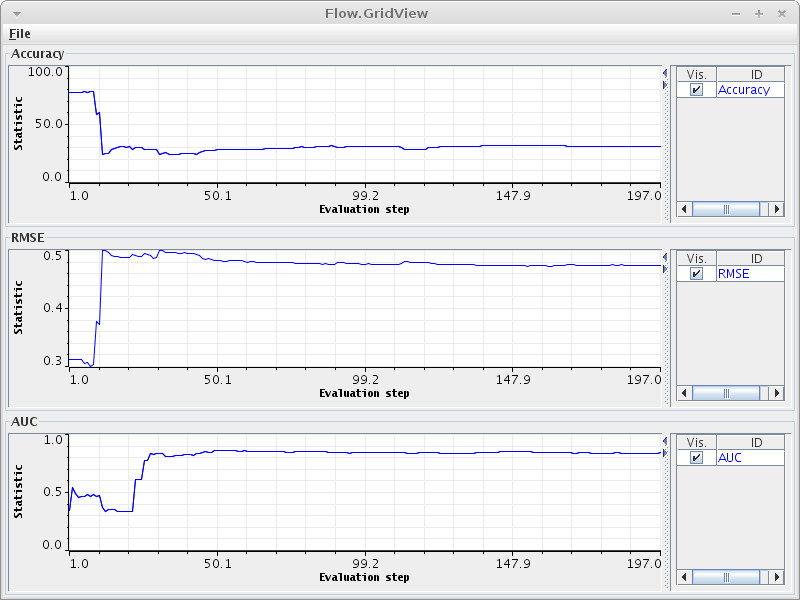 Flow.GridView
File
Accuracy
100.0
50.0
0.0
Statistic
1.0 50.1 99.2 147.9 197.0
Evaluation step
Vis. ID
Accuracy
RMSE
0.5
0.4
0.3
Statistic
1.0 50.1 99.2 147.9 197.0
Evaluation step
Vis. ID
RMSE
AUC
1.0
0.5
0.0
Statistic
1.0 50.1 99.2 147.9 197.0
Evaluation step
Vis. ID
AUC